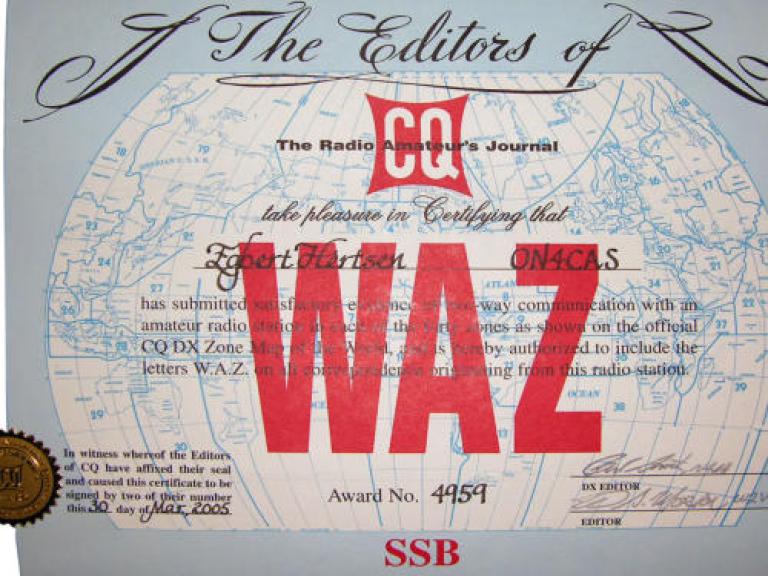 The Editors of
CQ
The Radio Amateur's Journal
take pleasure in Certifying that
Egbert Hertsen ON4CAS
WAZ
has submitted satisfactory evidence of two-way communication with an
amateur radio station in each of the forty zones as shown on the official
CQ DX Zone Map of the World, and is hereby authorized to include the
letters W.A.Z. on all correspondence originating from this radio station.
In witness whereof the Editors
of CQ have affixed their seal
and caused this certificate to be
signed by two of their number
this 30 day of Mar, 2005
Award No. 4959
DX EDITOR
EDITOR
SSB